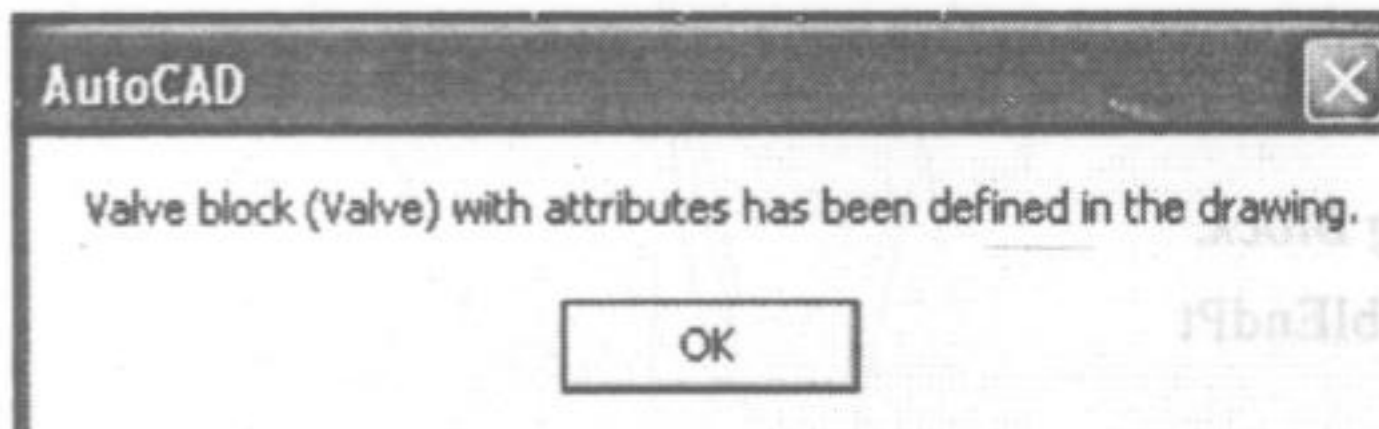 AutoCAD
Valve block (Valve) with attributes has been defined in the drawing.
OK